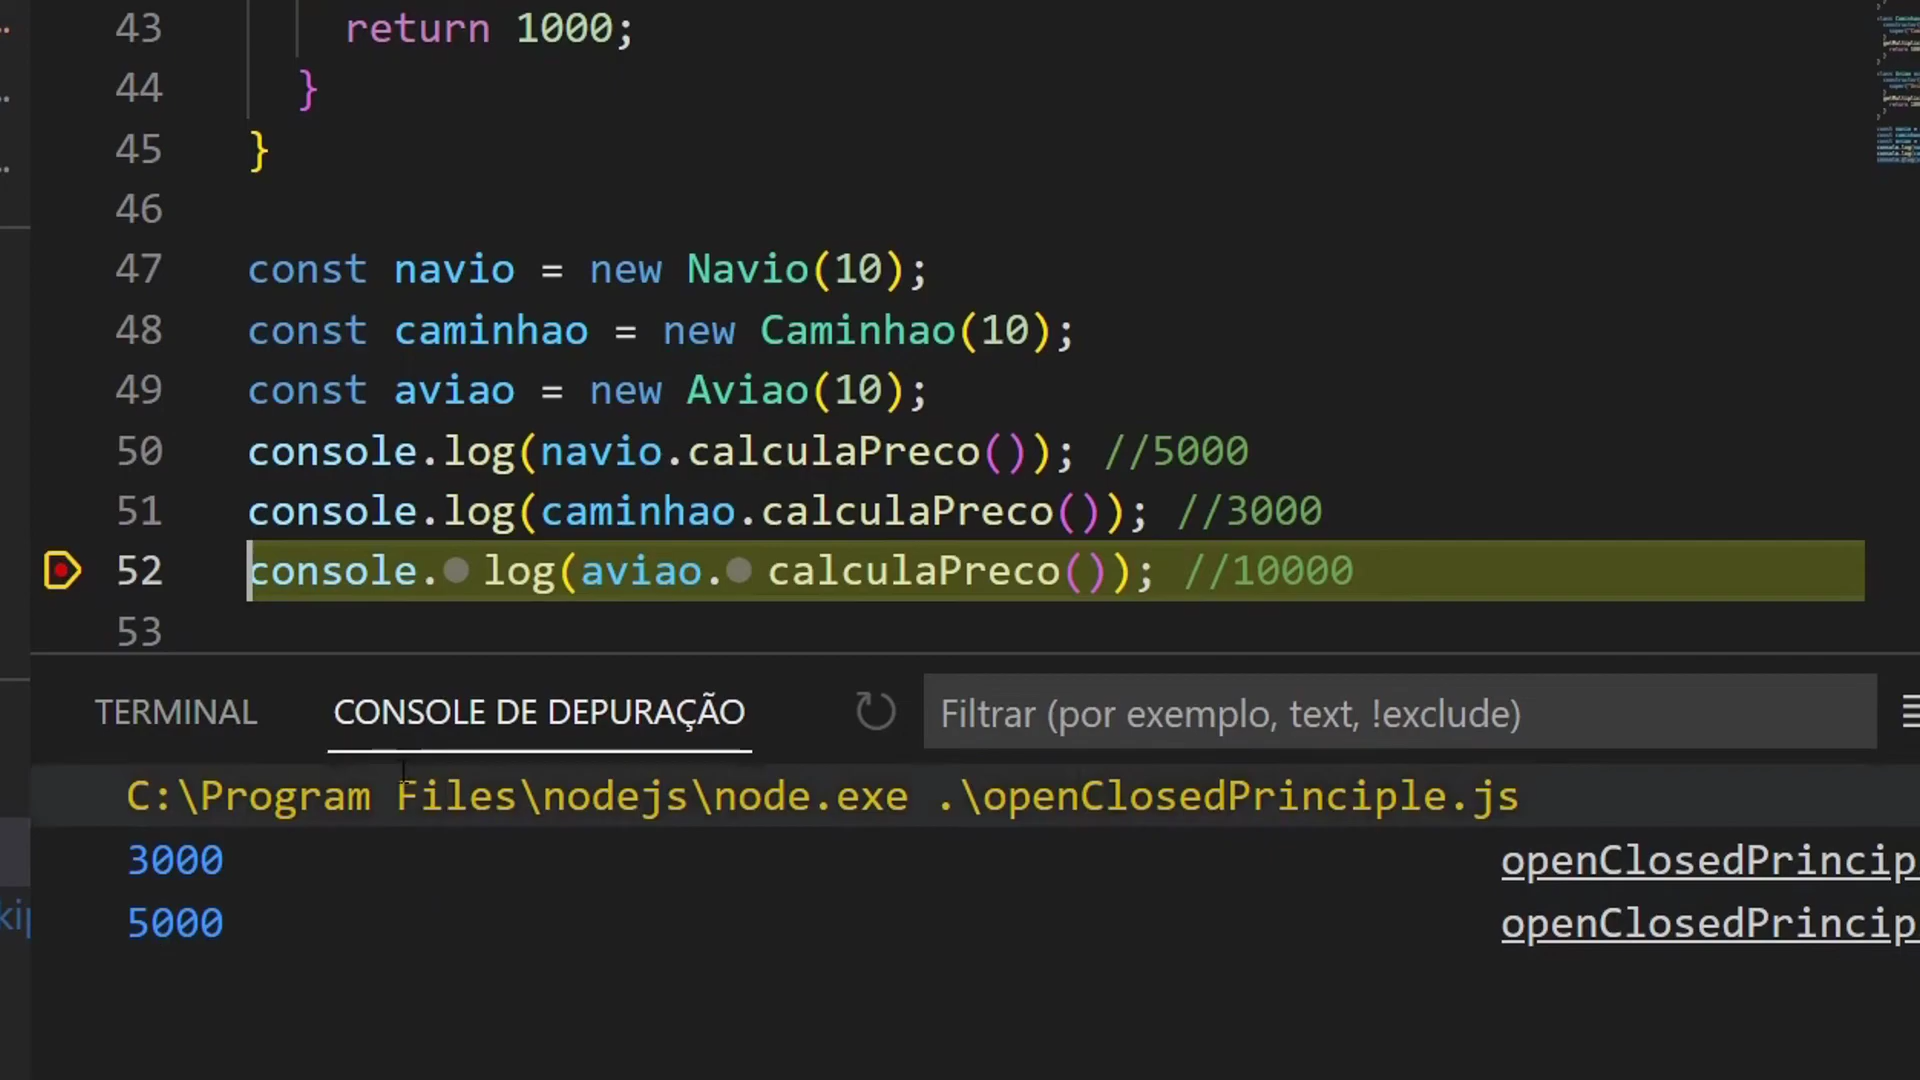 43 return 1000;
44 }
45 }
46
47 const navio = new Navio(10);
48 const caminhao = new Caminhao(10);
49 const aviao = new Aviao(10);
50 console.log(navio.calculaPreco()); //5000
51 console.log(caminhao.calculaPreco()); //3000
52 console.log(aviao.calculaPreco()); //10000
53
TERMINAL CONSOLE DE DEPURAÇÃO Filtrar (por exemplo, text, !exclude)
C:\Program Files\nodejs\node.exe .\openClosedPrinciple.js
3000 openClosedPrincip
5000 openClosedPrincip